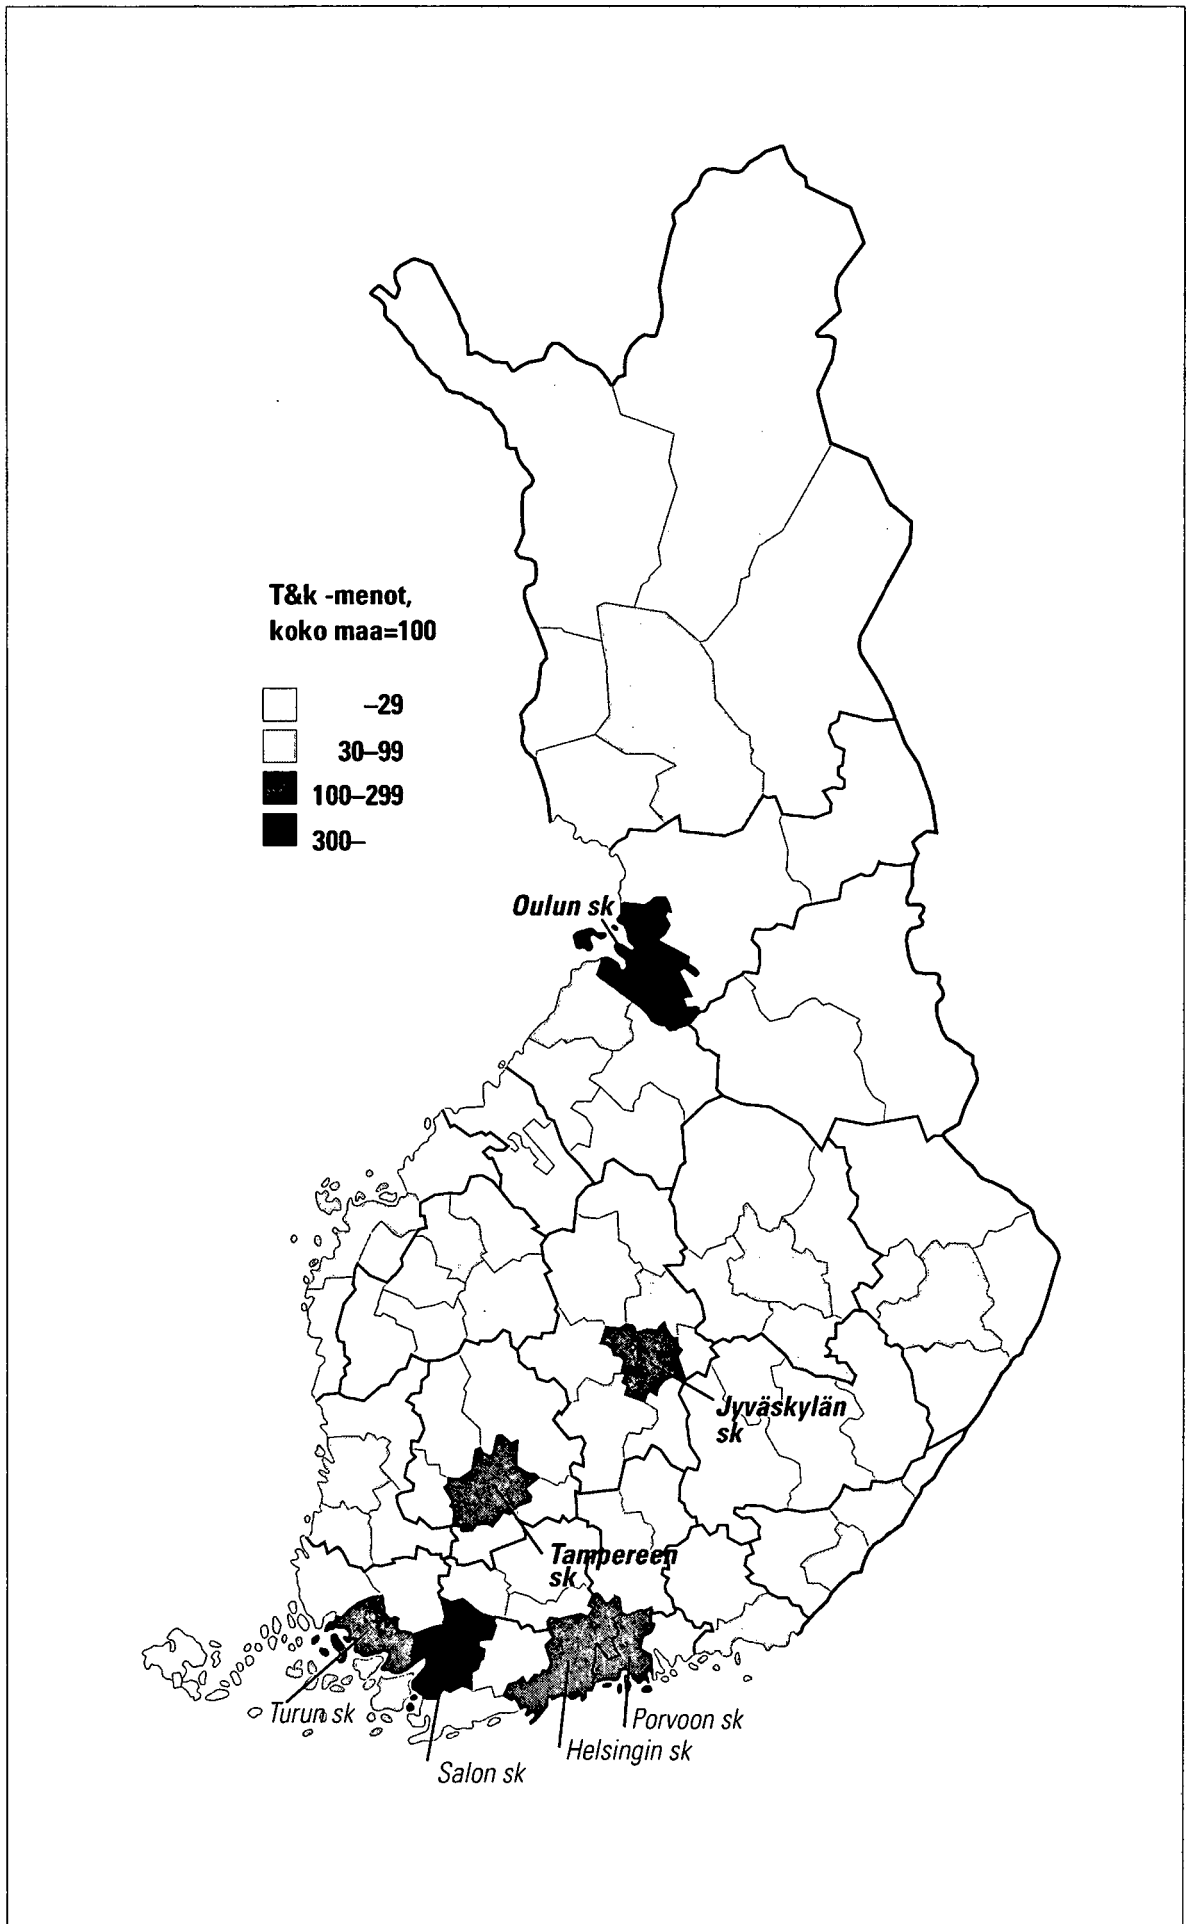 T&k -menot,
koko maa=100
–29
30–99
100–299
300–
Oulun sk
Jyväskylän
sk
Tampereen
sk
Turun sk
Porvoon sk
Helsingin sk
Salon sk